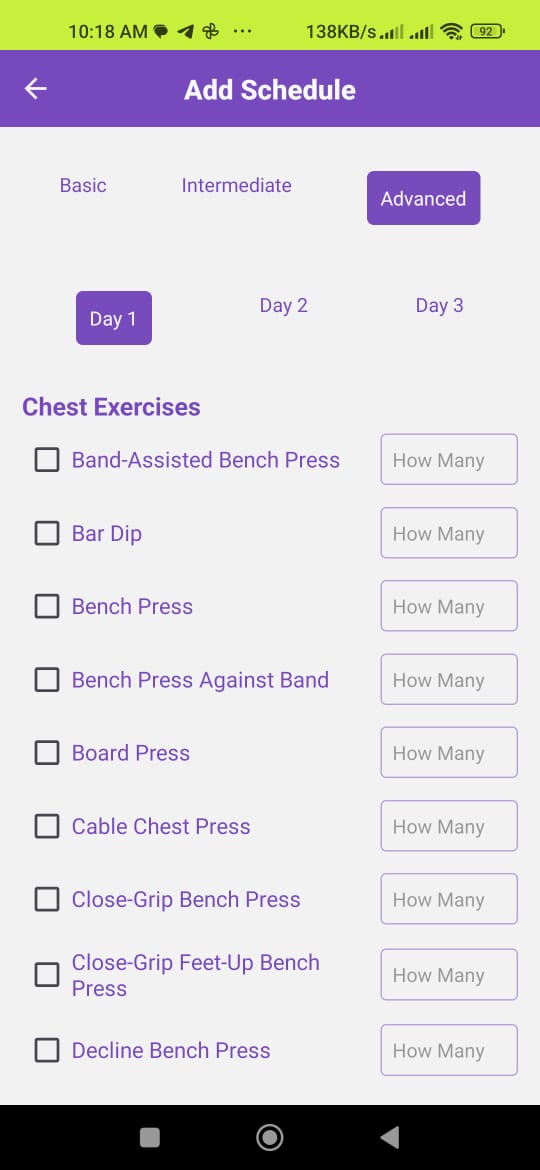 10:18 AM ... 138KB/s 92
Add Schedule
Basic Intermediate Advanced
Day 1 Day 2 Day 3
Chest Exercises
Band-Assisted Bench Press How Many
Bar Dip How Many
Bench Press How Many
Bench Press Against Band How Many
Board Press How Many
Cable Chest Press How Many
Close-Grip Bench Press How Many
Close-Grip Feet-Up Bench
Press How Many
Decline Bench Press How Many